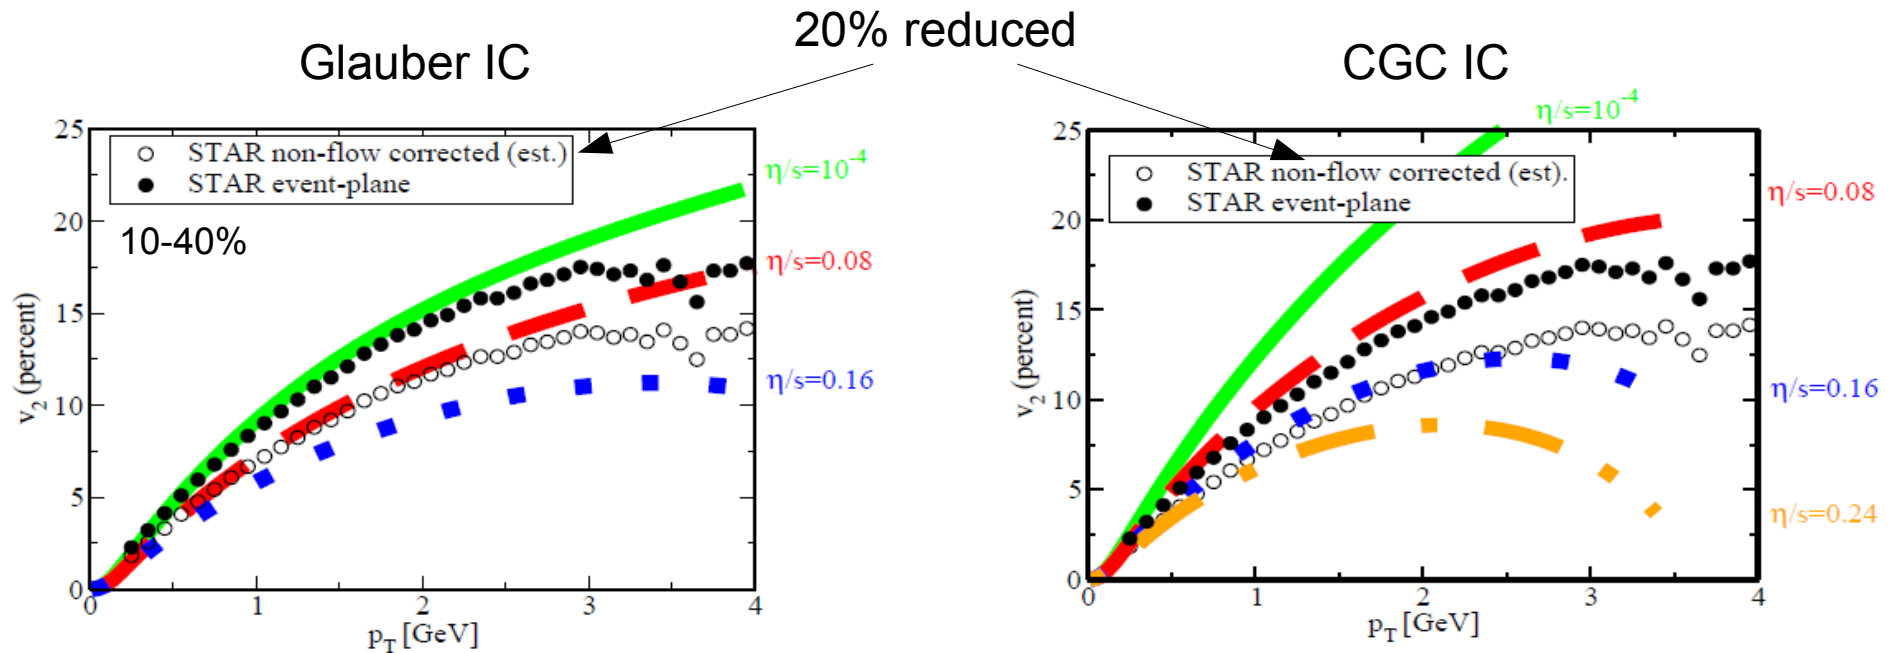 20% reduced
Glauber IC
CGC IC
25
20
15
10
5
0
v2 (percent)
STAR non-flow corrected (est.)
STAR event-plane
10-40%
η/s=10-4
η/s=0.08
η/s=0.16
0 1 2 3 4
pT [GeV]
η/s=10-4
25
20
15
10
5
0
v2 (percent)
STAR non-flow corrected (est).
STAR event-plane
η/s=0.08
η/s=0.16
η/s=0.24
0 1 2 3 4
pT [GeV]